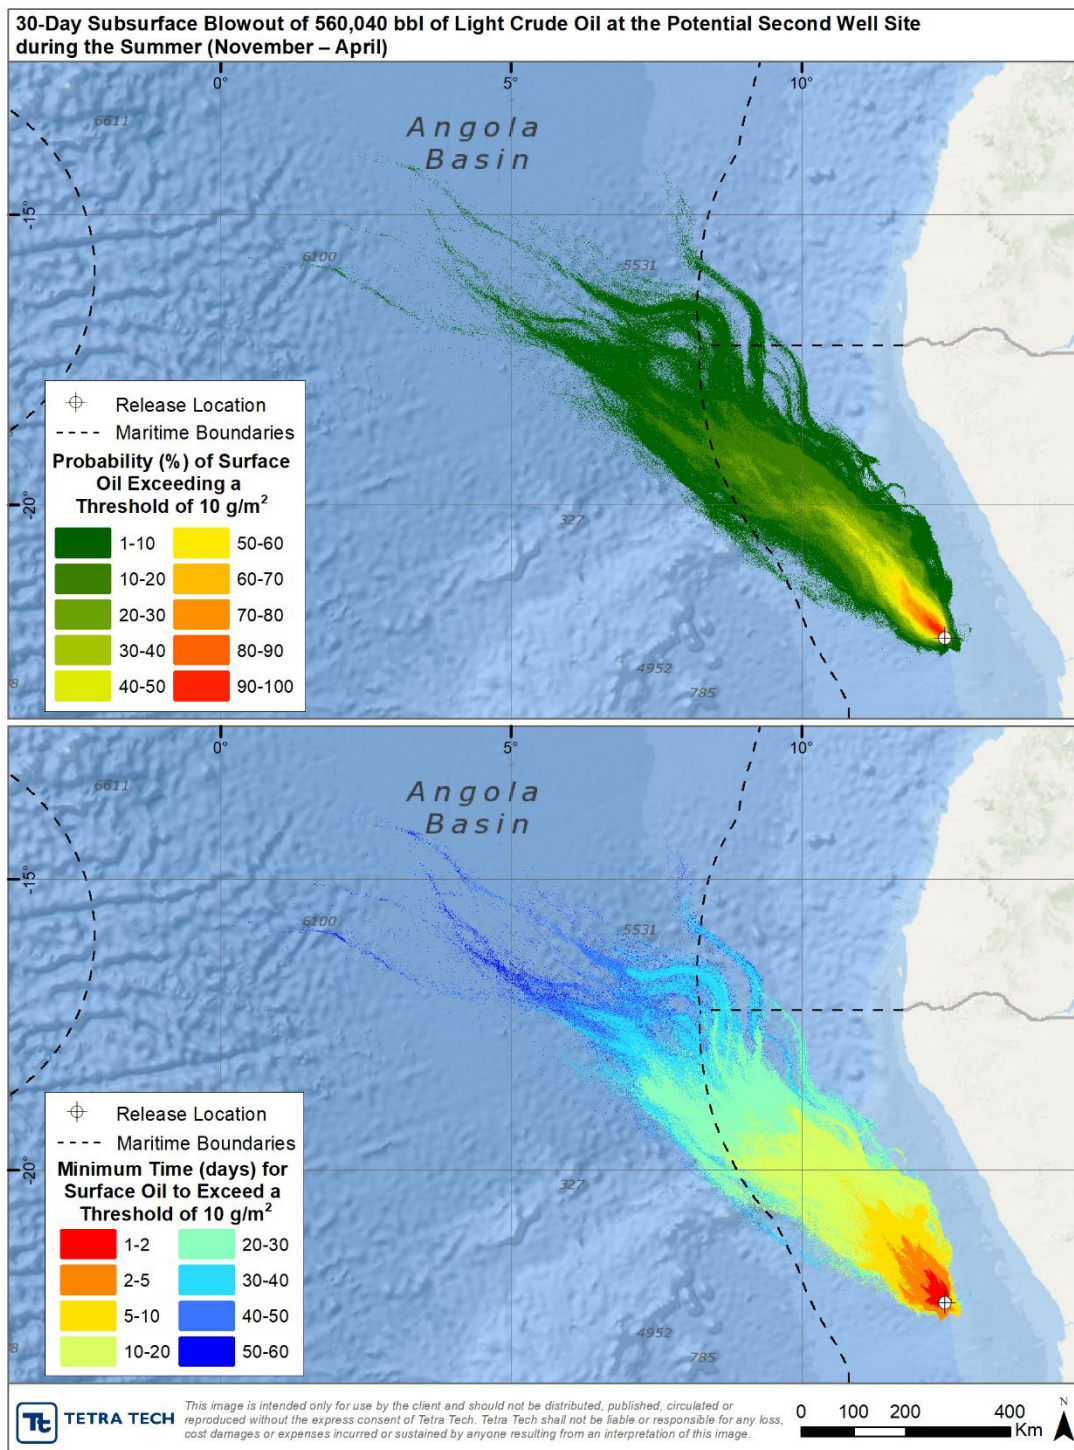 30-Day Subsurface Blowout of 560,040 bbl of Light Crude Oil at the Potential Second Well Site
during the Summer (November – April)
0°
5°
10°
6611
Angola
Basin
-15°
6100
5531
Release Location
Maritime Boundaries
Probability (%) of Surface
Oil Exceeding a
Threshold of 10 g/m²
1-10
50-60
10-20
60-70
20-30
70-80
30-40
80-90
40-50
90-100
-20°
327
4952
785
8
0°
5°
10°
6611
Angola
Basin
-15°
6100
5531
Release Location
Maritime Boundaries
Minimum Time (days) for
Surface Oil to Exceed a
Threshold of 10 g/m²
1-2
20-30
2-5
30-40
5-10
40-50
10-20
50-60
-20°
327
4952
785
8
Tt TETRA TECH
This image is intended only for use by the client and should not be distributed, published, circulated or
reproduced without the express consent of Tetra Tech. Tetra Tech shall not be liable or responsible for any loss,
cost damages or expenses incurred or sustained by anyone resulting from an interpretation of this image.
0 100 200 400
Km
N